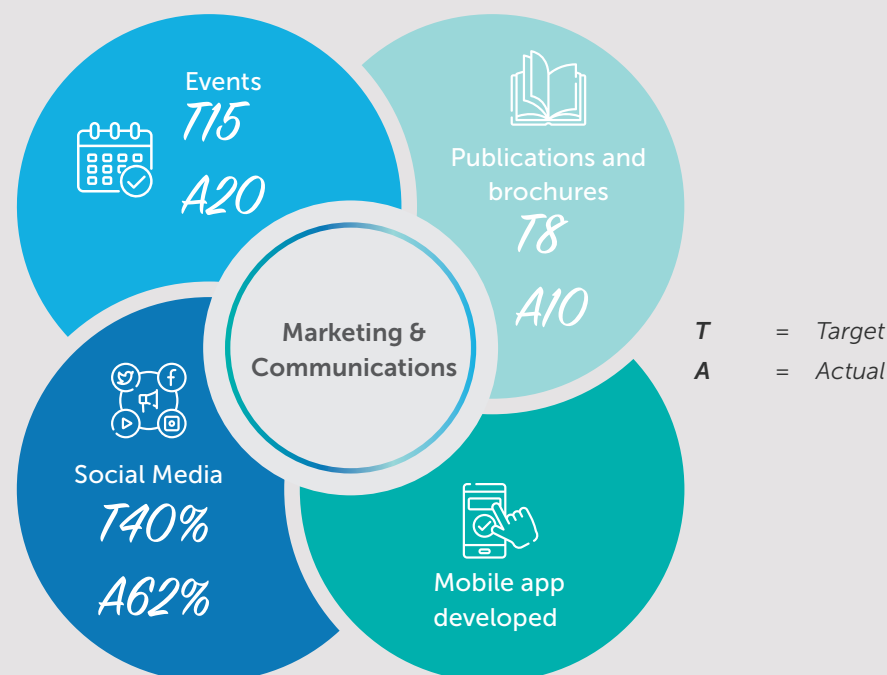 Events
T15
A20
Publications and
brochures
T8
A10
Marketing &
Communications
T = Target
A = Actual
Social Media
T40%
A62%
Mobile app
developed